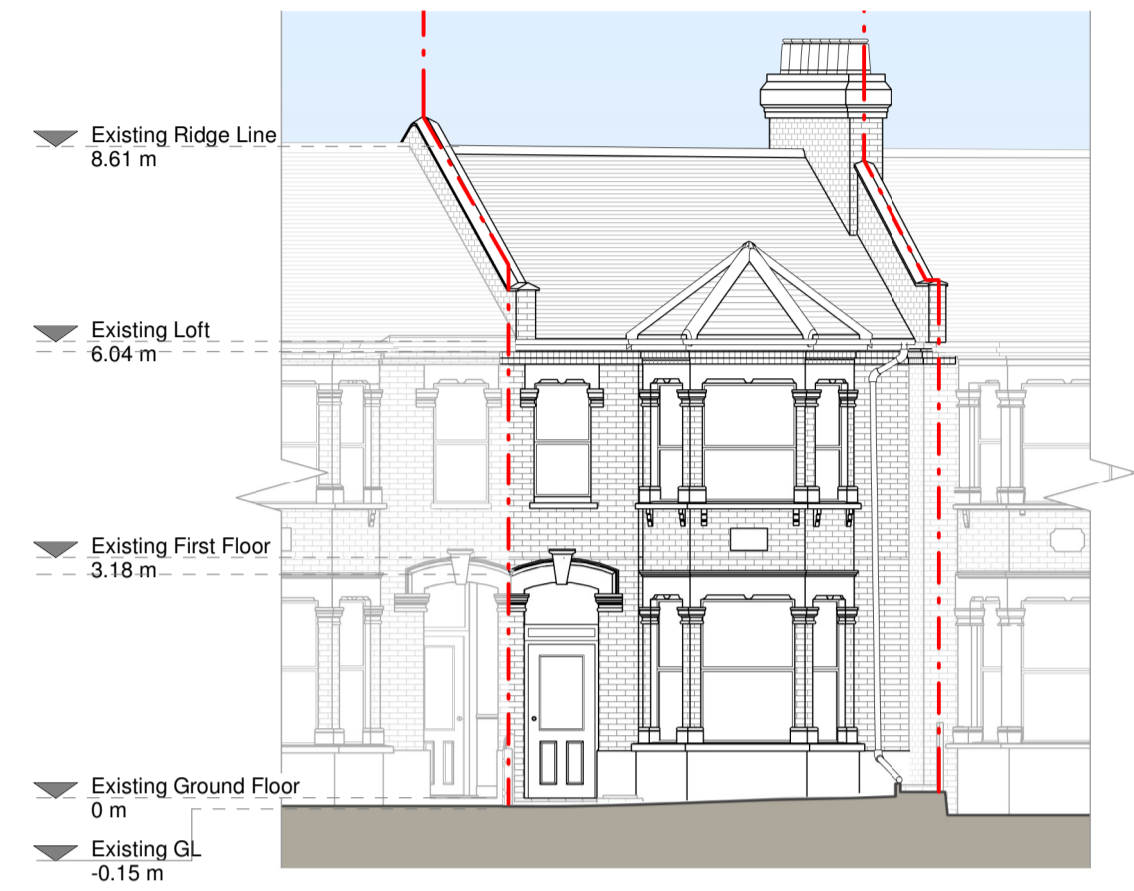 Existing Ridge Line
8.61 m
Existing Loft
6.04 m
Existing First Floor
3.18 m
Existing Ground Floor
0 m
Existing GL
-0.15 m